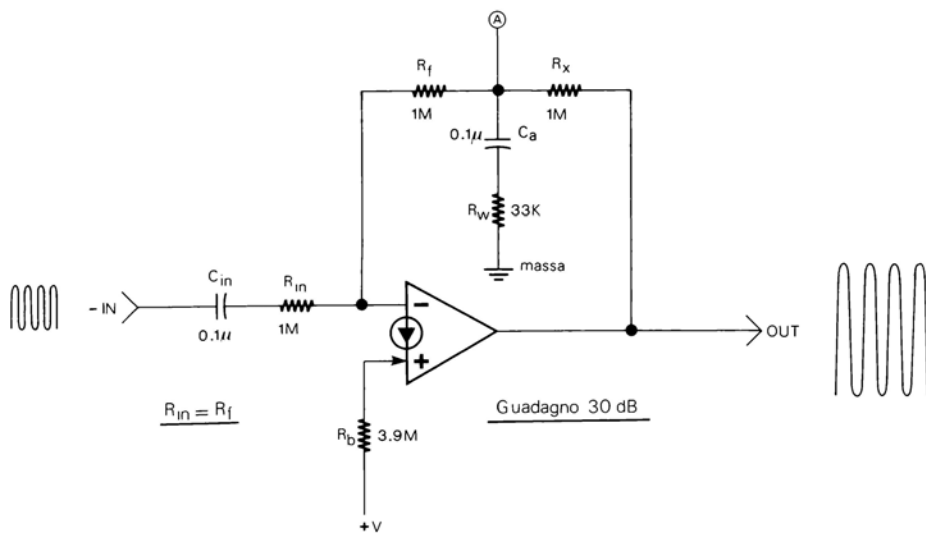 A
Rf
Rx
1M
1M
0.1μ
Ca
Rw
33K
massa
Cin
Rin
-IN
0.1μ
1M
-
+
OUT
Rin = Rf
Guadagno 30 dB
Rb
3.9M
+V